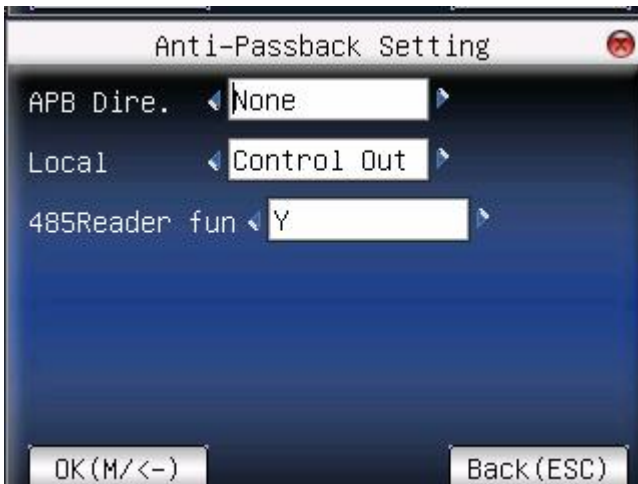 Anti-Passback Setting
APB Dire. None
Local Control Out
485Reader fun Y
OK(M/<-) Back(ESC)